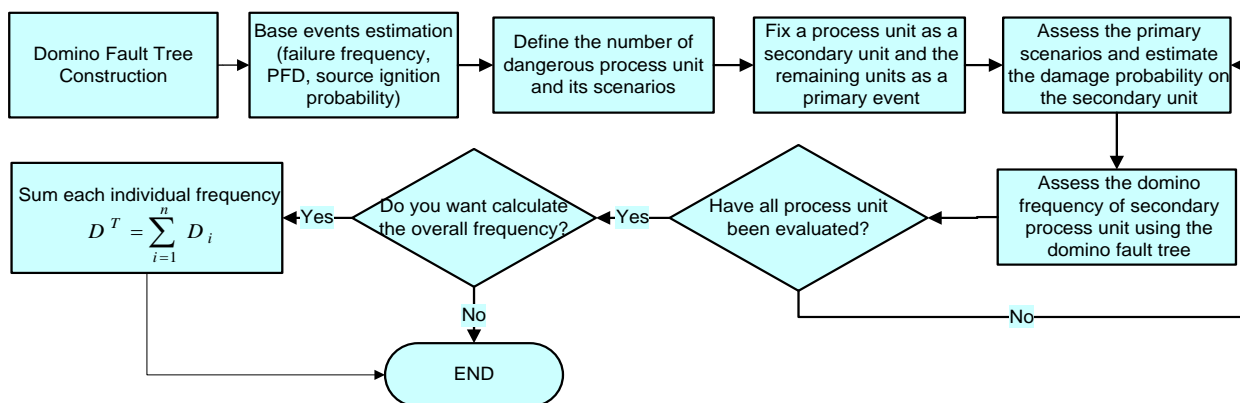 Domino Fault Tree
Construction
Base events estimation
(failure frequency,
PFD, source ignition
probability)
Define the number of
dangerous process unit
and its scenarios
Fix a process unit as a
secondary unit and the
remaining units as a
primary event
Assess the primary
scenarios and estimate
the damage probability on
the secondary unit
Assess the domino
frequency of secondary
process unit using the
domino fault tree
Have all process unit
been evaluated?
No
Yes
Do you want calculate
the overall frequency?
Yes
No
Sum each individual frequency
D^T = \sum_{i=1}^{n} D_i
END